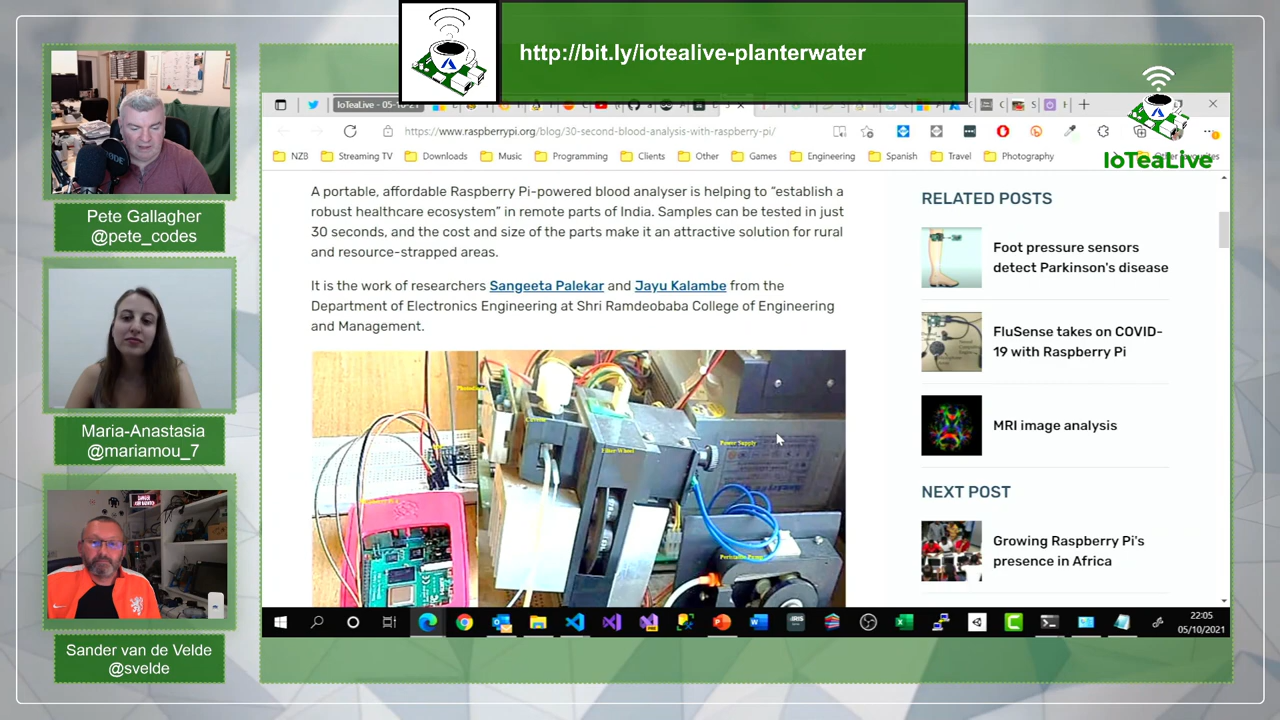 http://bit.ly/iotealive-planterwater
Pete Gallagher
@pete_codes
Maria-Anastasia
@mariamou_7
Sander van de Velde
@svelde
IoTeaLive - 05-10-21
https://www.raspberrypi.org/blog/30-second-blood-analysis-with-raspberry-pi/
NZB
Streaming TV
Downloads
Music
Programming
Clients
Other
Games
Engineering
Spanish
Travel
Photography
IoTeaLive
A portable, affordable Raspberry Pi-powered blood analyser is helping to “establish a
robust healthcare ecosystem” in remote parts of India. Samples can be tested in just
30 seconds, and the cost and size of the parts make it an attractive solution for rural
and resource-strapped areas.
It is the work of researchers Sangeeta Palekar and Jayu Kalambe from the
Department of Electronics Engineering at Shri Ramdeobaba College of Engineering
and Management.
Power Supply
Filter Wheel
RELATED POSTS
Foot pressure sensors
detect Parkinson's disease
FluSense takes on COVID-
19 with Raspberry Pi
MRI image analysis
NEXT POST
Growing Raspberry Pi's
presence in Africa
22:05
05/10/2021